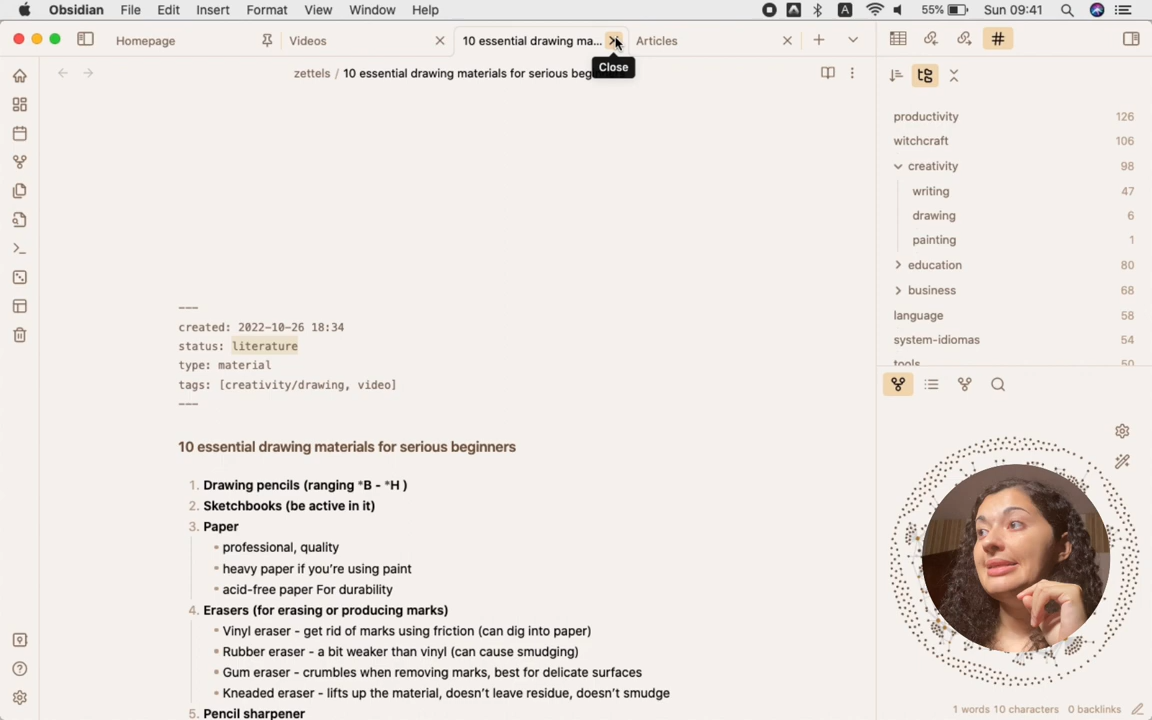 Obsidian File Edit Insert Format View Window Help
A 55% Sun 09:41
Homepage Videos 10 essential drawing ma... Articles
Close
zettels / 10 essential drawing materials for serious beg
productivity 126
witchcraft 106
creativity 98
writing 47
drawing 6
painting 1
education 80
business 68
language 58
system-idiomas 54
tools 50
---
created: 2022-10-26 18:34
status: literature
type: material
tags: [creativity/drawing, video]
---
10 essential drawing materials for serious beginners
1. Drawing pencils (ranging *B - *H )
2. Sketchbooks (be active in it)
3. Paper
• professional, quality
• heavy paper if you're using paint
• acid-free paper For durability
4. Erasers (for erasing or producing marks)
• Vinyl eraser - get rid of marks using friction (can dig into paper)
• Rubber eraser - a bit weaker than vinyl (can cause smudging)
• Gum eraser - crumbles when removing marks, best for delicate surfaces
• Kneaded eraser - lifts up the material, doesn't leave residue, doesn't smudge
5. Pencil sharpener
1 words 10 characters 0 backlinks